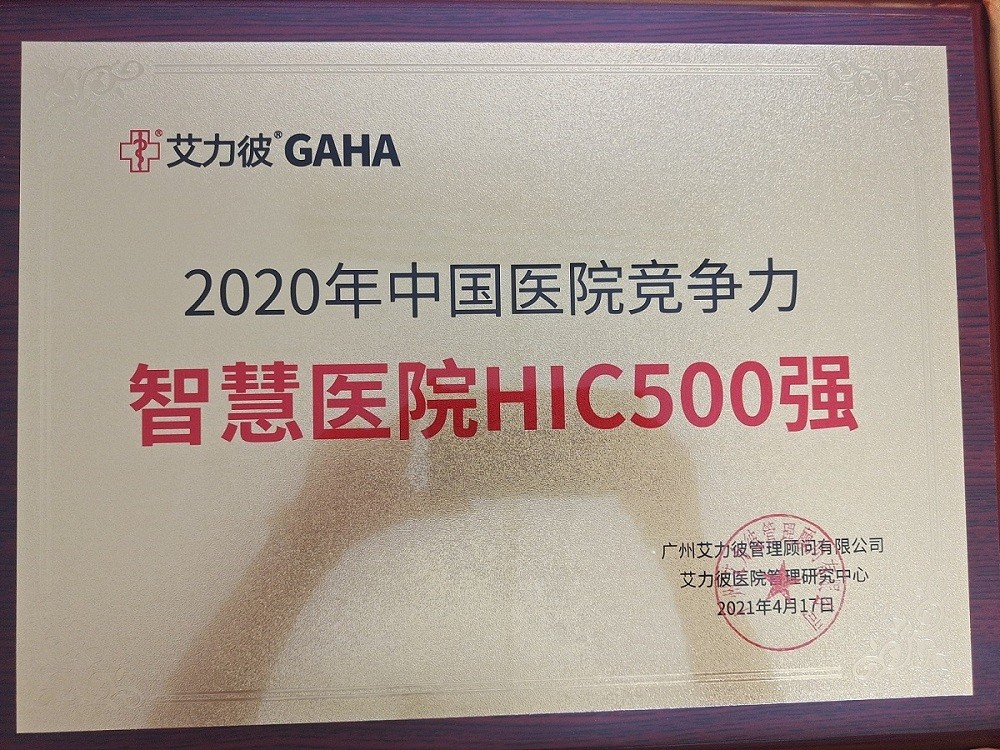 艾力彼® GAHA
2020年中国医院竞争力
智慧医院HIC500强
广州艾力彼管理顾问有限公司
艾力彼医院管理研究中心
2021年4月17日